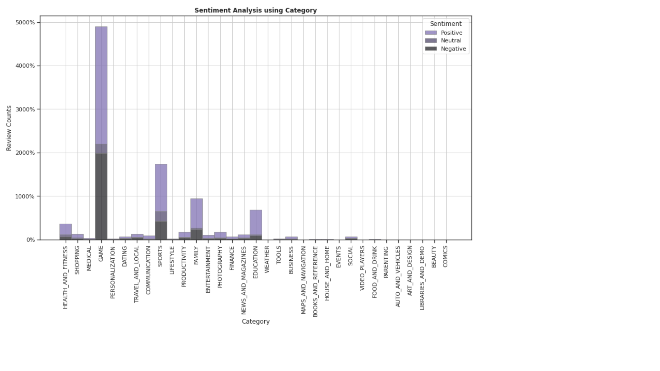 Sentiment Analysis using Category
Sentiment
Positive
Neutral
Negative
5000%
4000%
3000%
2000%
1000%
0%
Review Counts
HEALTH_AND_FITNESS
SHOPPING
MEDICAL
GAME
PERSONALIZATION
DATING
TRAVEL_AND_LOCAL
COMMUNICATION
SPORTS
LIFESTYLE
PRODUCTIVITY
FAMILY
ENTERTAINMENT
PHOTOGRAPHY
FINANCE
NEWS_AND_MAGAZINES
EDUCATION
WEATHER
TOOLS
BUSINESS
MAPS_AND_NAVIGATION
BOOKS_AND_REFERENCE
HOUSE_AND_HOME
EVENTS
SOCIAL
VIDEO_PLAYERS
FOOD_AND_DRINK
PARENTING
AUTO_AND_VEHICLES
ART_AND_DESIGN
LIBRARIES_AND_DEMO
BEAUTY
COMICS
Category